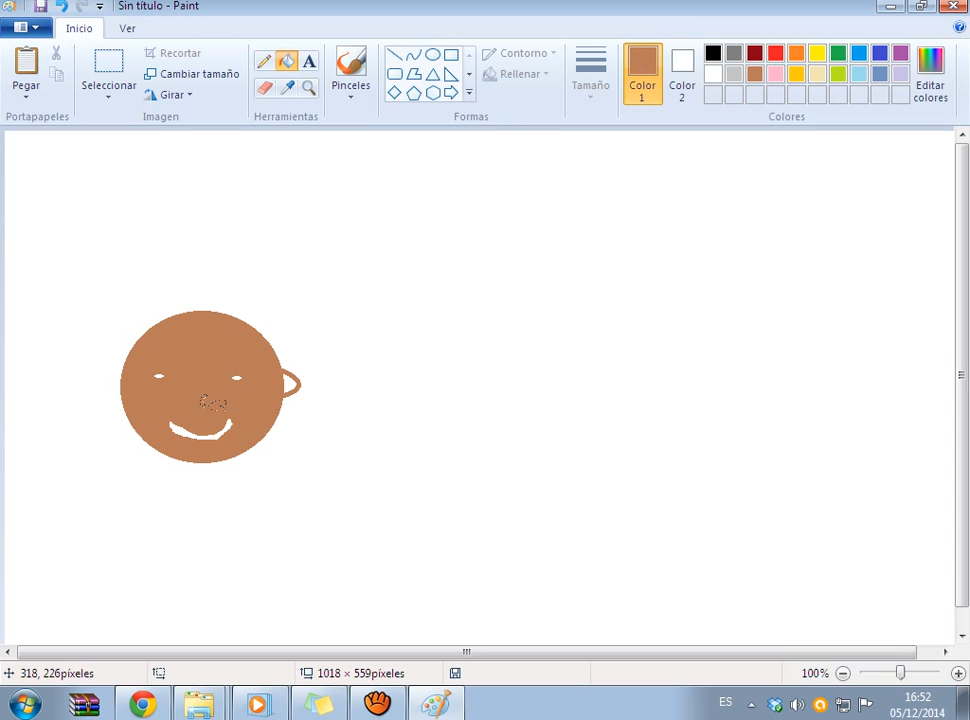 Sin título - Paint
Inicio Ver
Pegar
Portapapeles
Seleccionar
Recortar
Cambiar tamaño
Girar
Imagen
A
Herramientas
Pinceles
Contorno
Rellenar
Formas
Tamaño
Color
1
Color
2
Editar
colores
Colores
318, 226píxeles
1018 × 559píxeles
100%
ES
16:52
05/12/2014